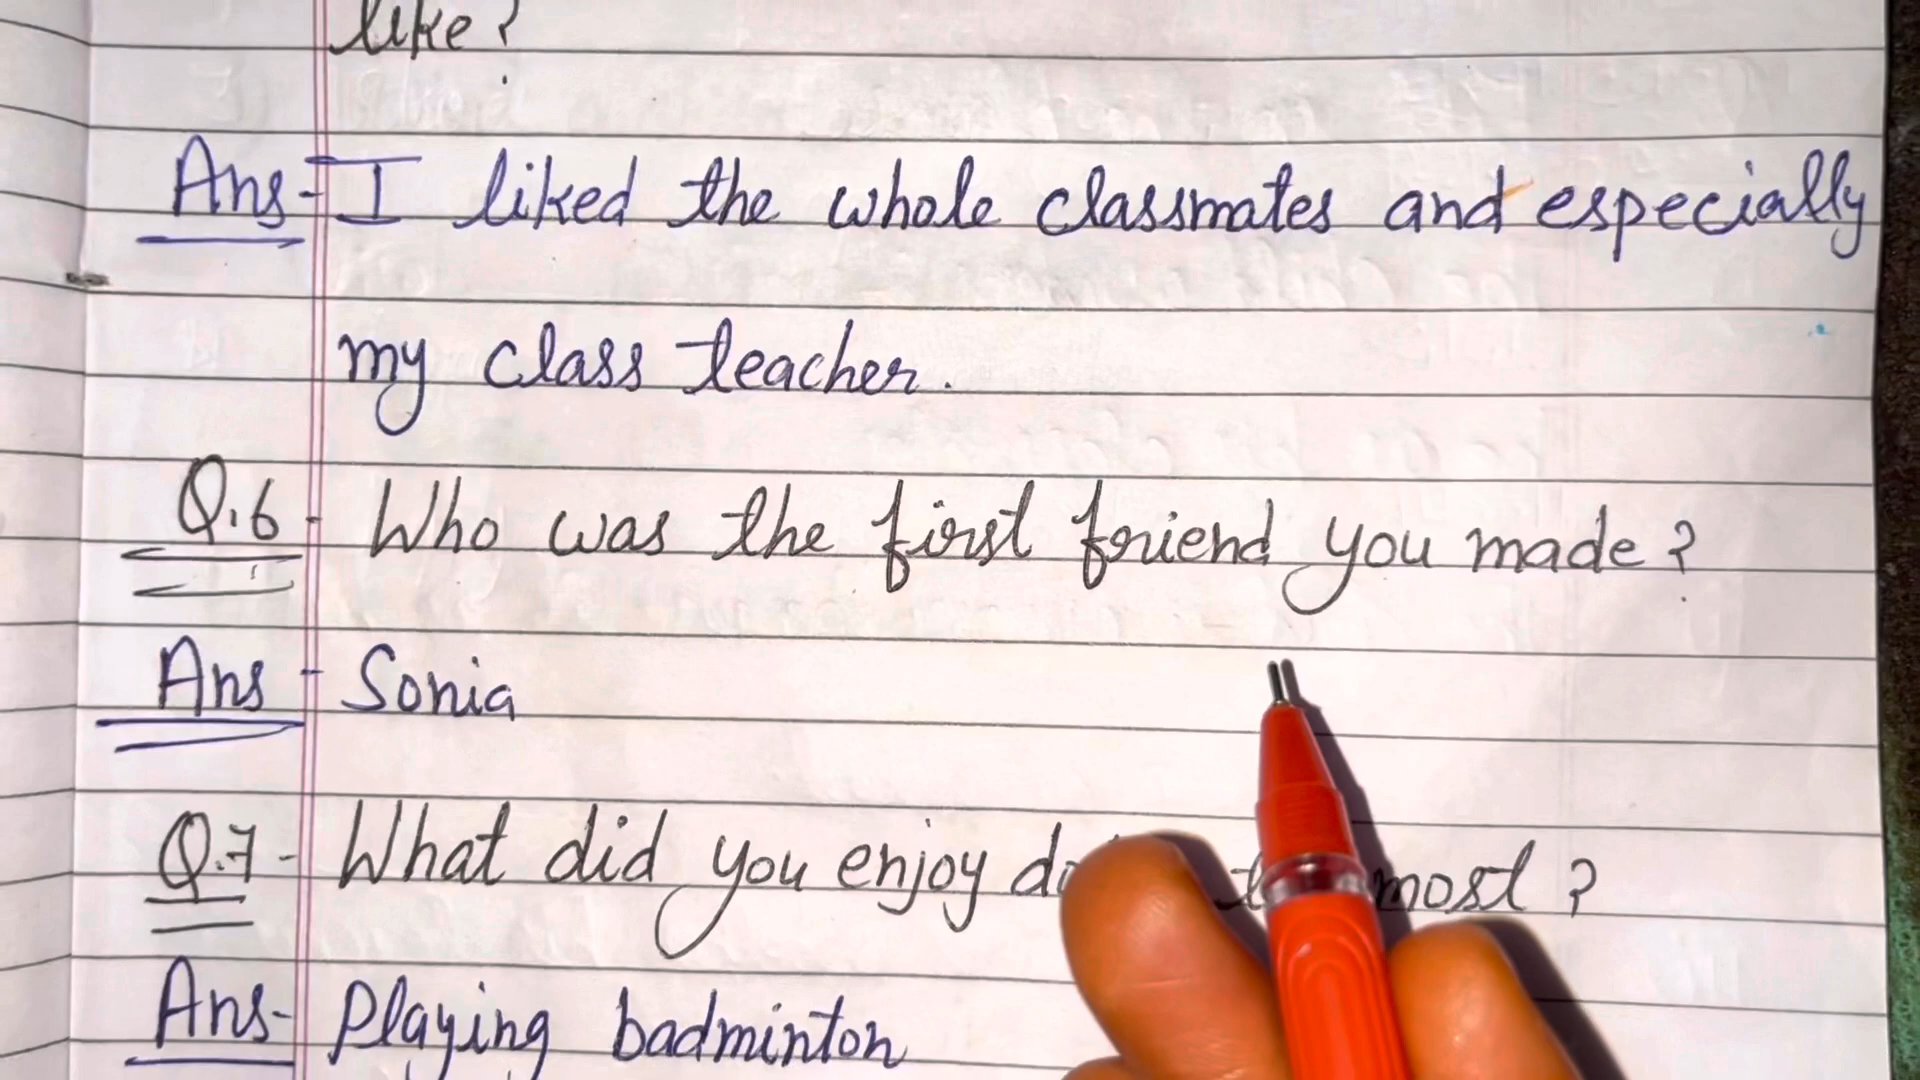 like?
Ans- I liked the whole classmates and especially
my class teacher.
Q.6 - Who was the first friend you made?
Ans - Sonia
Q.7- What did you enjoy most?
Ans- Playing badminton